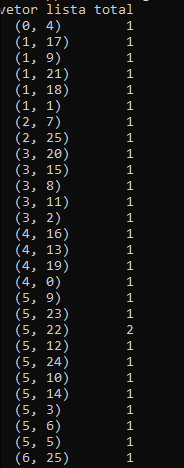 vetor lista total
(0, 4) 1
(1, 17) 1
(1, 9) 1
(1, 21) 1
(1, 18) 1
(1, 1) 1
(2, 7) 1
(2, 25) 1
(3, 20) 1
(3, 15) 1
(3, 8) 1
(3, 11) 1
(3, 2) 1
(4, 16) 1
(4, 13) 1
(4, 19) 1
(4, 0) 1
(5, 9) 1
(5, 23) 1
(5, 22) 2
(5, 12) 1
(5, 24) 1
(5, 10) 1
(5, 14) 1
(5, 3) 1
(5, 6) 1
(5, 5) 1
(6, 25) 1